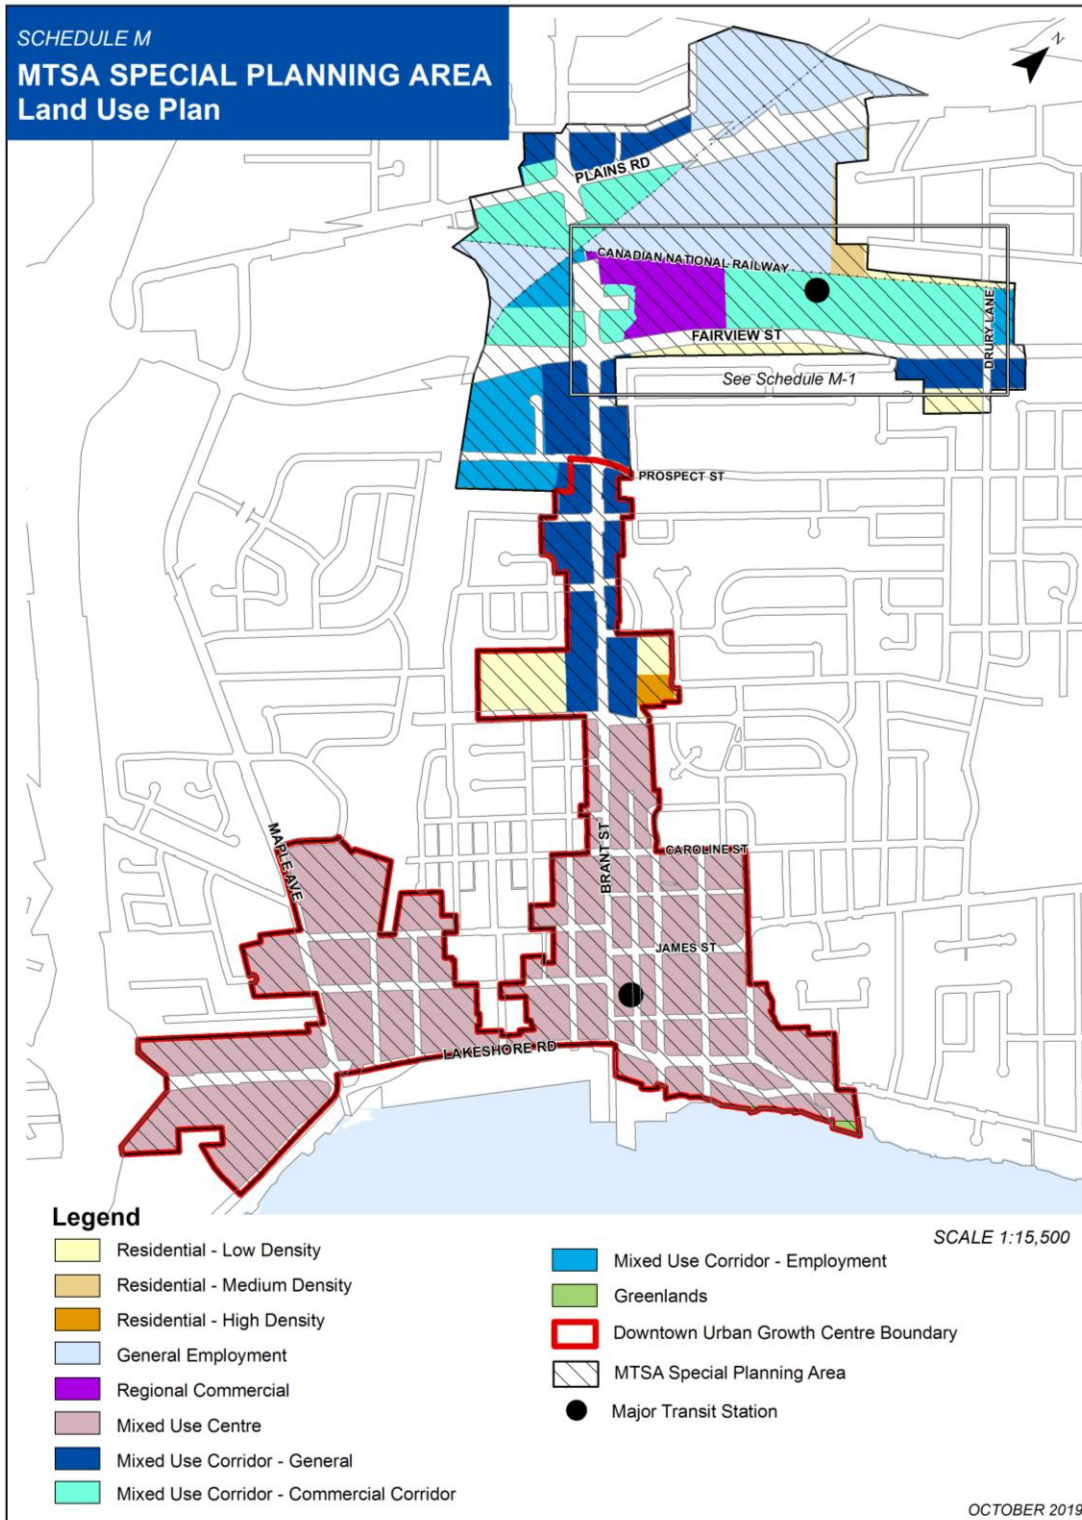 SCHEDULE M
MTSA SPECIAL PLANNING AREA
Land Use Plan
N
PLAINS RD
CANADIAN NATIONAL RAILWAY
DRURY LANE
FAIRVIEW ST
See Schedule M-1
PROSPECT ST
MAPLE AVE
BRANT ST
CAROLINE ST
JAMES ST
LAKESHORE RD
Legend
Residential - Low Density
Residential - Medium Density
Residential - High Density
General Employment
Regional Commercial
Mixed Use Centre
Mixed Use Corridor - General
Mixed Use Corridor - Commercial Corridor
SCALE 1:15,500
Mixed Use Corridor - Employment
Greenlands
Downtown Urban Growth Centre Boundary
MTSA Special Planning Area
Major Transit Station
OCTOBER 2019